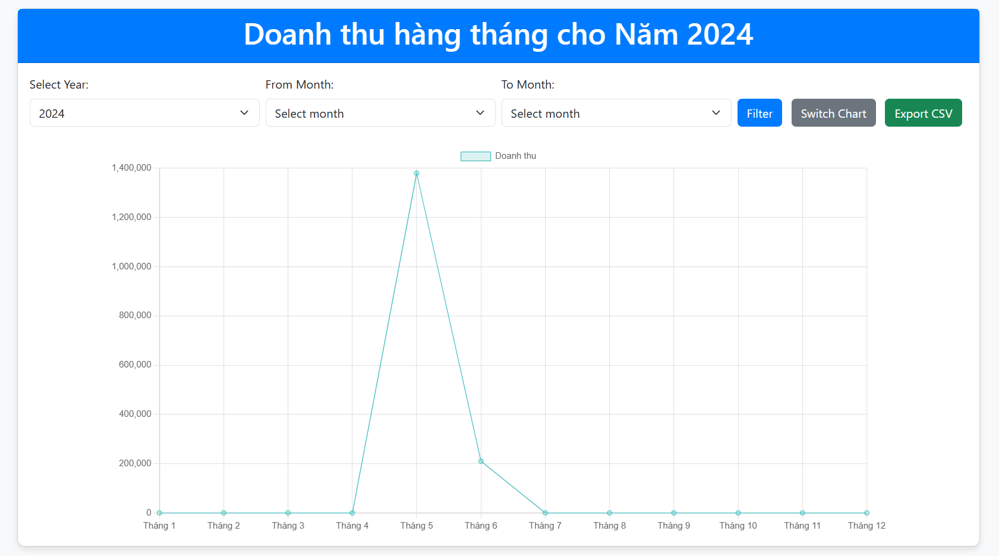 Doanh thu hàng tháng cho Năm 2024
Select Year:
From Month:
To Month:
2024
Select month
Select month
Filter
Switch Chart
Export CSV
Doanh thu
1,400,000
1,200,000
1,000,000
800,000
600,000
400,000
200,000
0
Tháng 1
Tháng 2
Tháng 3
Tháng 4
Tháng 5
Tháng 6
Tháng 7
Tháng 8
Tháng 9
Tháng 10
Tháng 11
Tháng 12